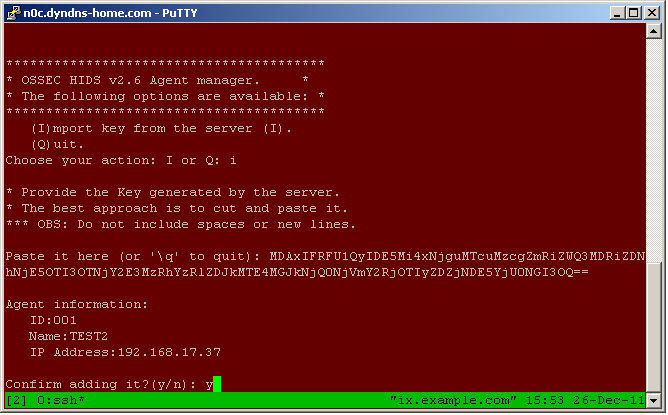 n0c.dyndns-home.com - PuTTY
****************************************
* OSSEC HIDS v2.6 Agent manager.     *
* The following options are available: *
****************************************
(I)mport key from the server (I).
(Q)uit.
Choose your action: I or Q: i
* Provide the Key generated by the server.
* The best approach is to cut and paste it.
*** OBS: Do not include spaces or new lines.
Paste it here (or '\q' to quit): MDAxIFRFU1QyIDE5Mi4xNjguMTcuMzcgZmRiZWQ3MDRiZDN
hNjE5OTI3OTNjY2E3MzRhYzRlZDJkMTE4MGJkNjQ0NjVmY2RjOTIyZDZjNDE5YjU0NGI3OQ==
Agent information:
ID:001
Name:TEST2
IP Address:192.168.17.37
Confirm adding it?(y/n): y
[2] 0:ssh*
"ix.example.com" 15:53 26-Dec-11